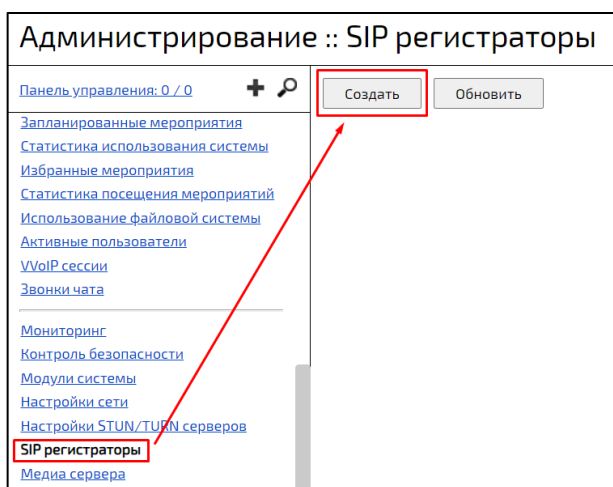 Администрирование :: SIP регистраторы
Панель управления: 0 / 0
Создать
Обновить
Запланированные мероприятия
Статистика использования системы
Избранные мероприятия
Статистика посещения мероприятий
Использование файловой системы
Активные пользователи
VVoIP сессии
Звонки чата
Мониторинг
Контроль безопасности
Модули системы
Настройки сети
Настройки STUN/TURN серверов
SIP регистраторы
Медиа сервера